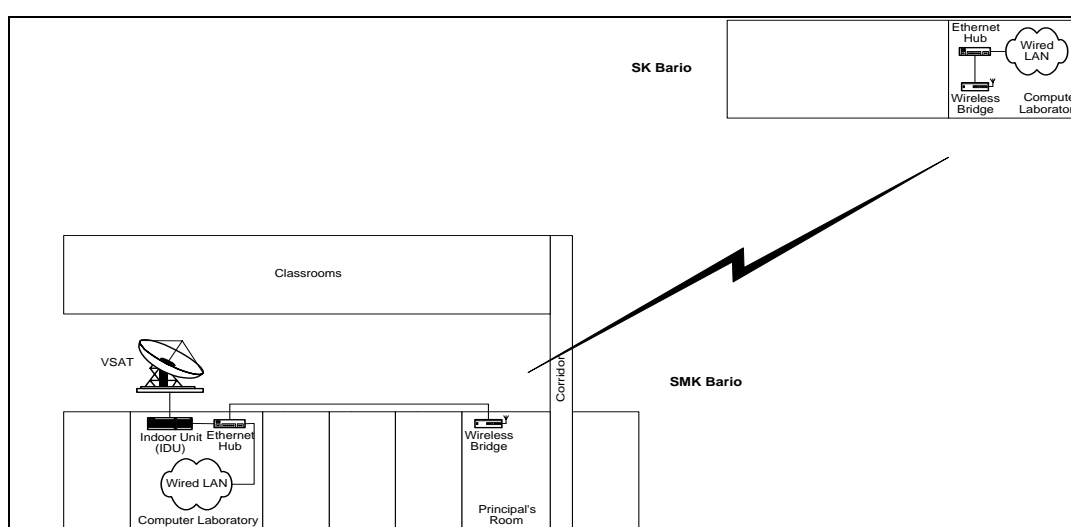 Ethernet
Hub
Wired
LAN
SK Bario
Wireless
Bridge
Classrooms
VSAT
Corridor
SMK Bario
Indoor Unit
(IDU)
Ethernet
Hub
Wireless
Bridge
Wired LAN
Computer Laboratory
Principal's
Room